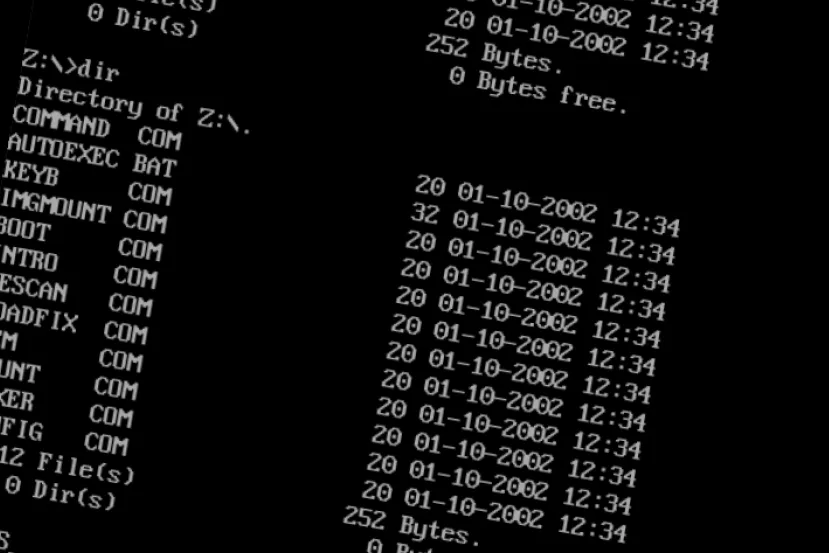 01-10-2002 12:34
20 01-10-2002 12:34
ile(s) 252 Bytes.
0 Dir(s) 0 Bytes free.
Z:\>dir
Directory of Z:\.
COMMAND COM 20 01-10-2002 12:34
AUTOEXEC BAT 32 01-10-2002 12:34
KEYB COM 20 01-10-2002 12:34
IMGMOUNT COM 20 01-10-2002 12:34
BOOT COM 20 01-10-2002 12:34
NTRO COM 20 01-10-2002 12:34
ESCAN COM 20 01-10-2002 12:34
OADFIX COM 20 01-10-2002 12:34
M COM 20 01-10-2002 12:34
UNT COM 20 01-10-2002 12:34
XER COM 20 01-10-2002 12:34
FIG COM 20 01-10-2002 12:34
12 File(s) 252 Bytes.
0 Dir(s) 0